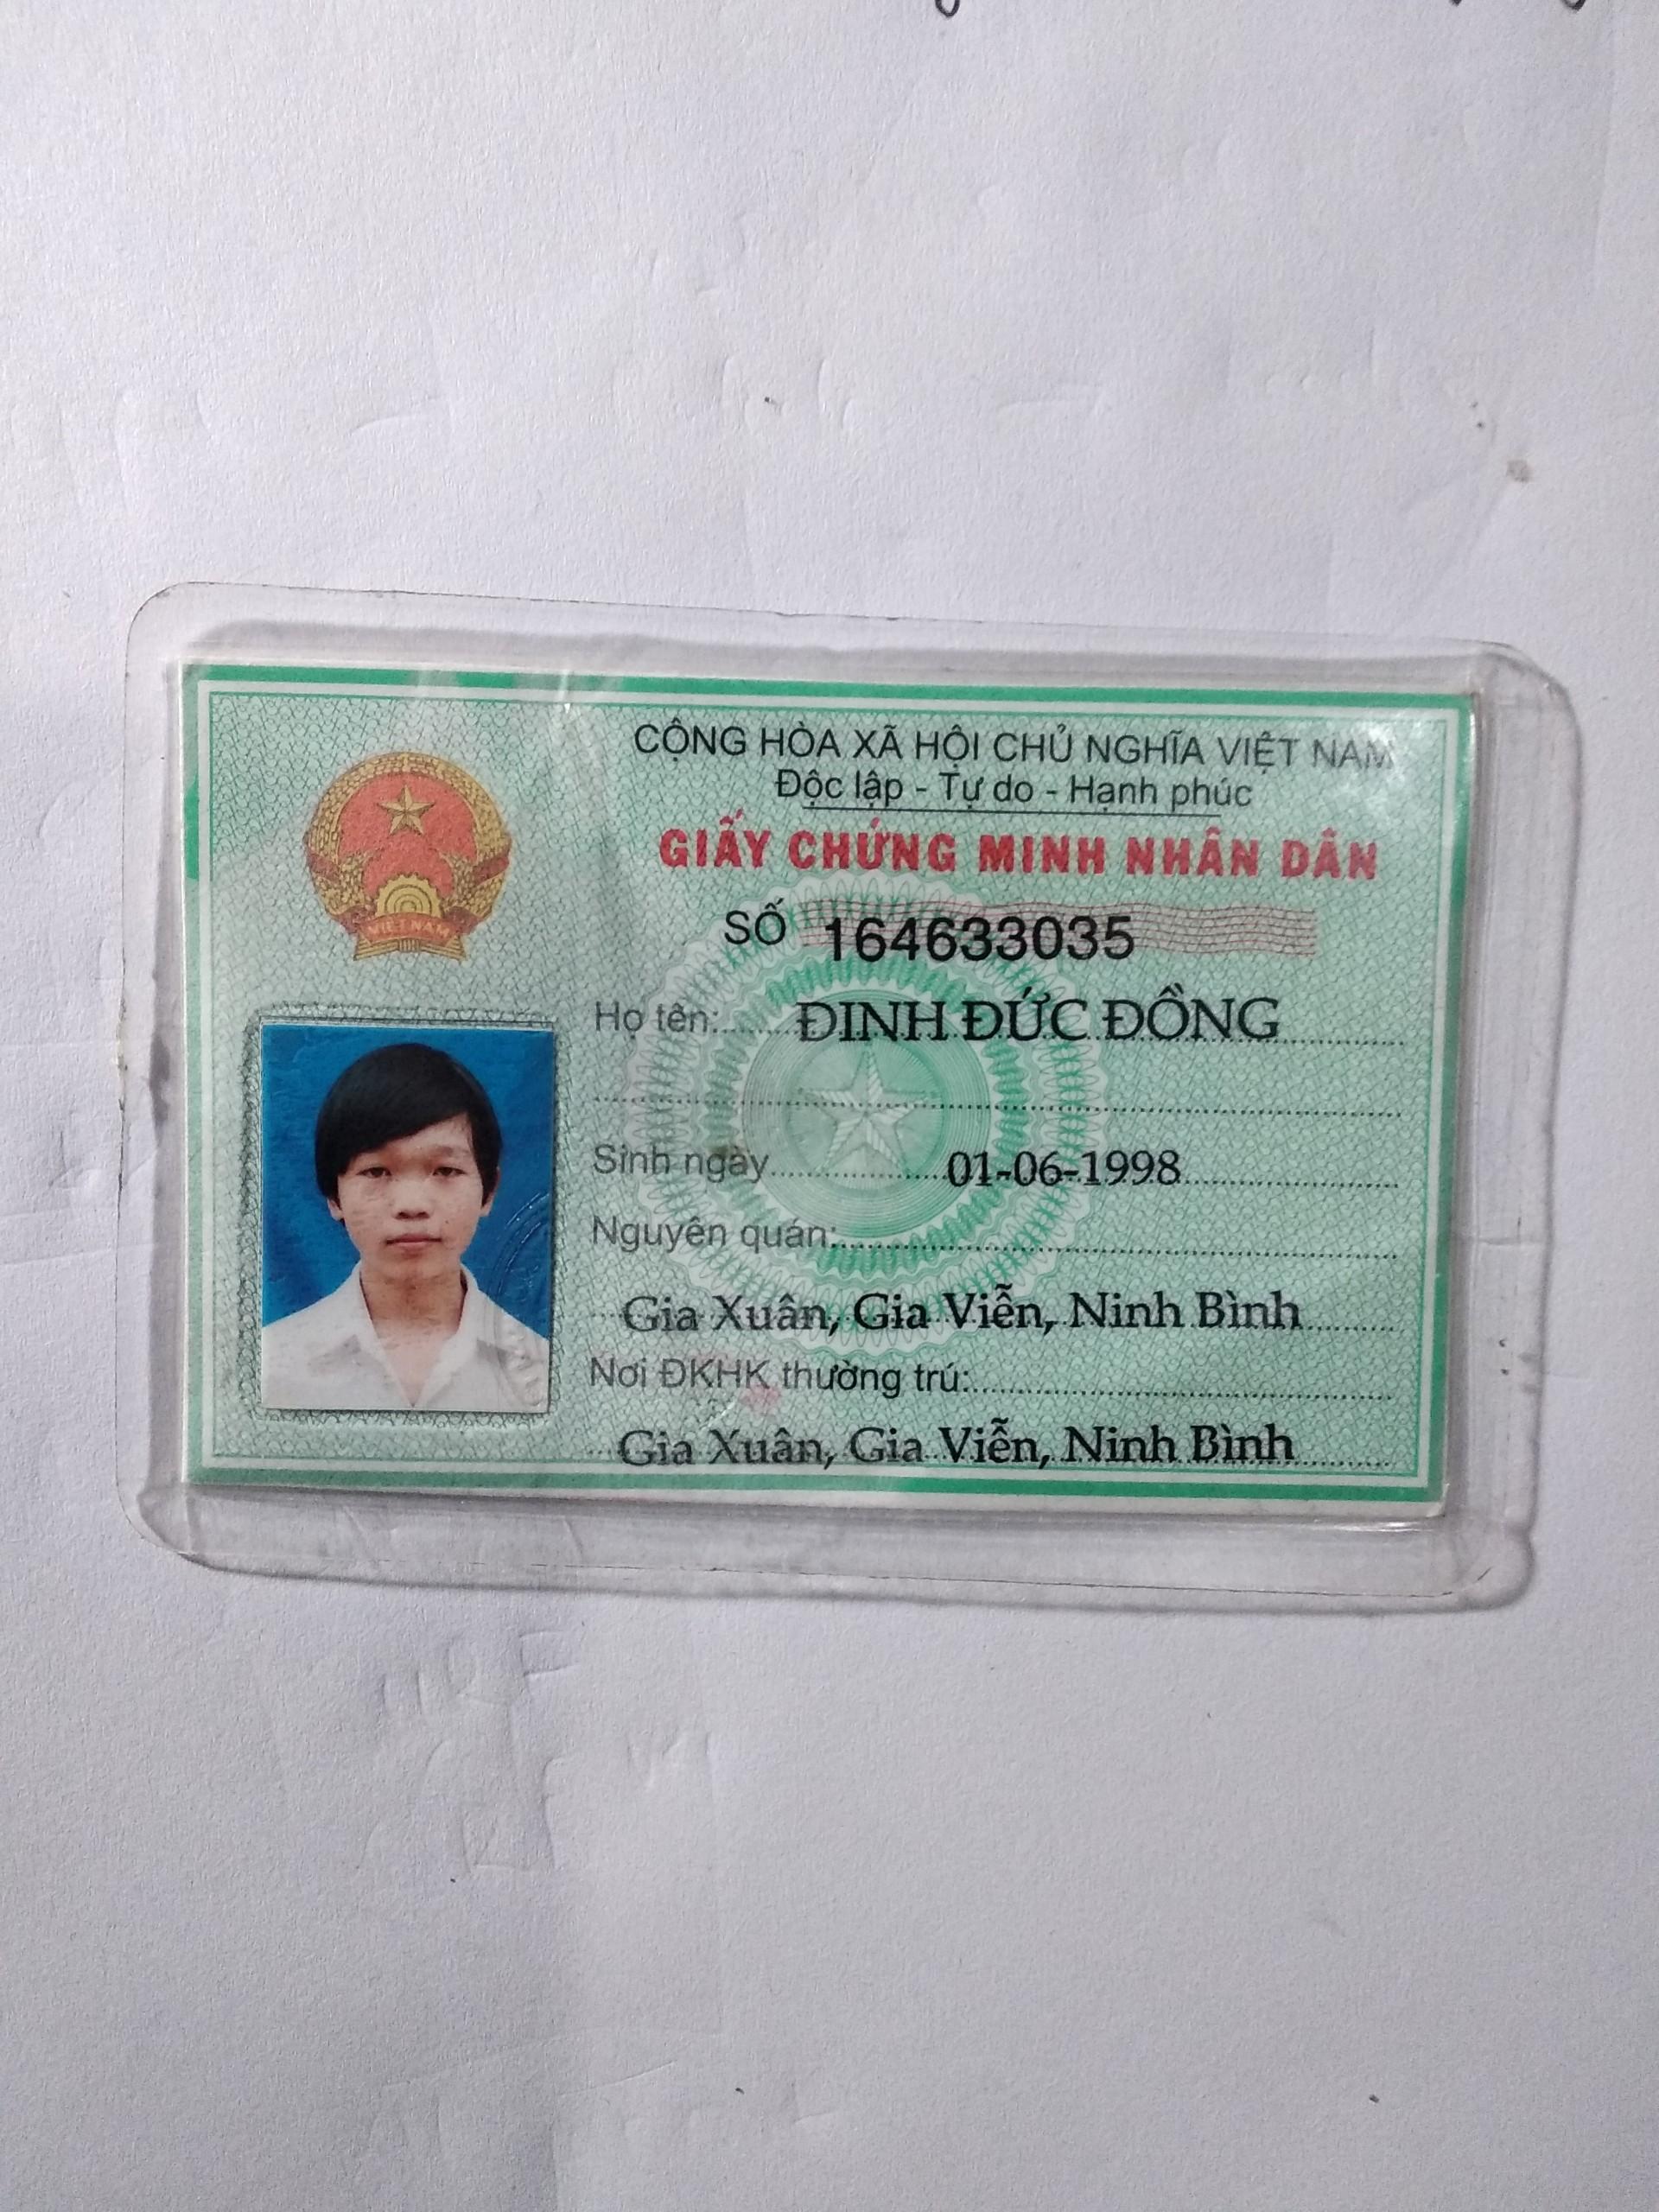 CỘNG HÒA XÃ HỘI CHỦ NGHĨA VIỆT NAM
Độc lập - Tự do - Hạnh phúc
GIẤY CHỨNG MINH NHÂN DÂN
SỐ 164633035
VIET NAM
Họ tên: ĐINH ĐỨC ĐỒNG
Sinh ngày 01-06-1998
Nguyên quán:
Gia Xuân, Gia Viễn, Ninh Bình
Nơi ĐKHK thường trú:
Gia Xuân, Gia Viễn, Ninh Bình